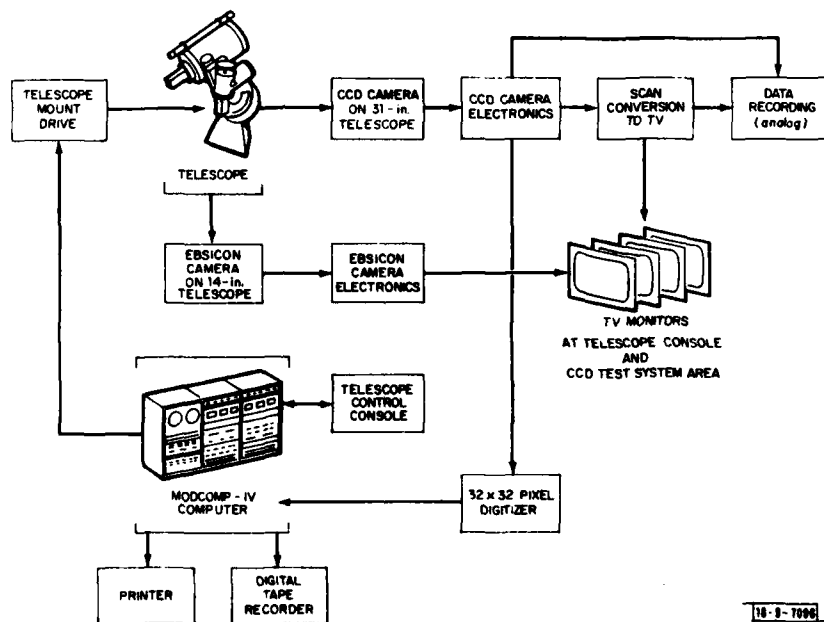 TELESCOPE
MOUNT
DRIVE
TELESCOPE
CCD CAMERA
ON 31-in.
TELESCOPE
CCD CAMERA
ELECTRONICS
SCAN
CONVERSION
TO TV
DATA
RECORDING
(analog)
EBSICON
CAMERA
ON 14-in.
TELESCOPE
EBSICON
CAMERA
ELECTRONICS
TV MONITORS
AT TELESCOPE CONSOLE
AND
CCD TEST SYSTEM AREA
TELESCOPE
CONTROL
CONSOLE
MODCOMP-IV
COMPUTER
32 x 32 PIXEL
DIGITIZER
PRINTER
DIGITAL
TAPE
RECORDER